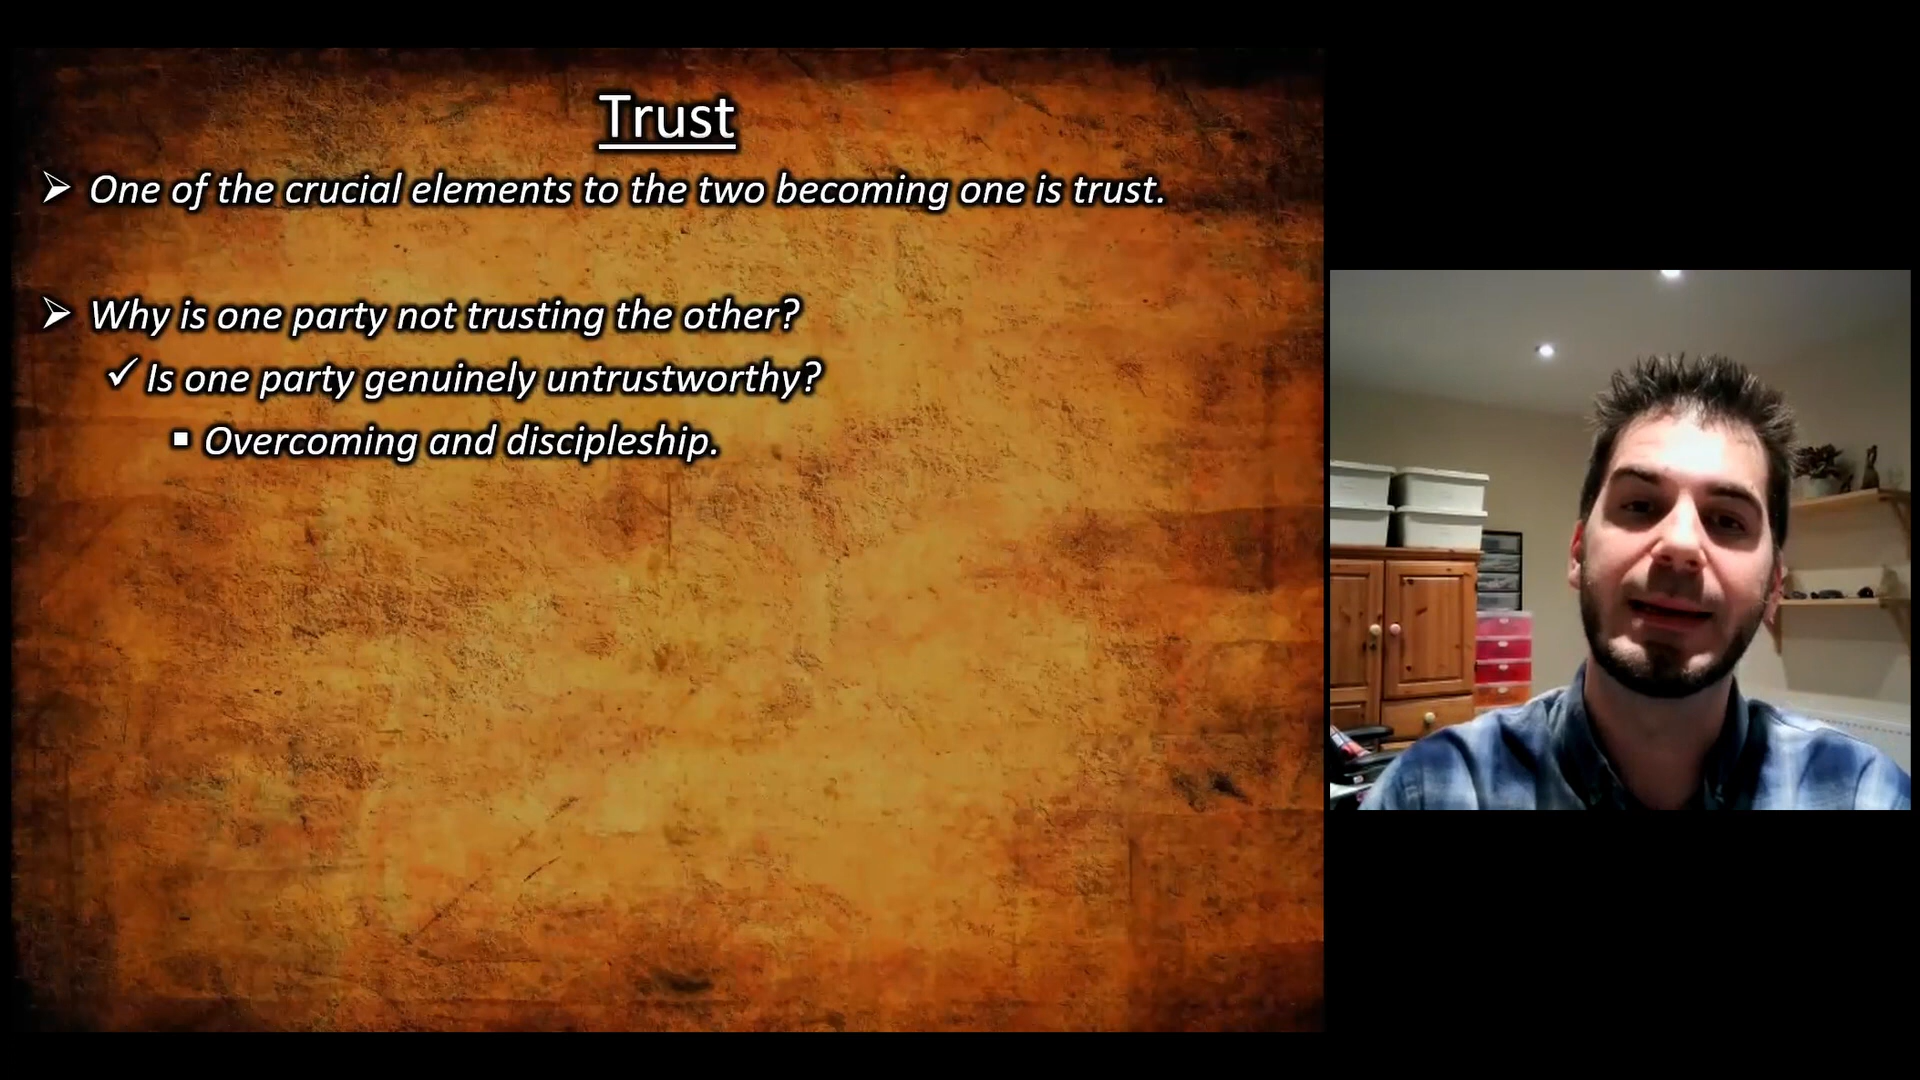 Trust
➢ One of the crucial elements to the two becoming one is trust.
➢ Why is one party not trusting the other?
✓ Is one party genuinely untrustworthy?
▪ Overcoming and discipleship.